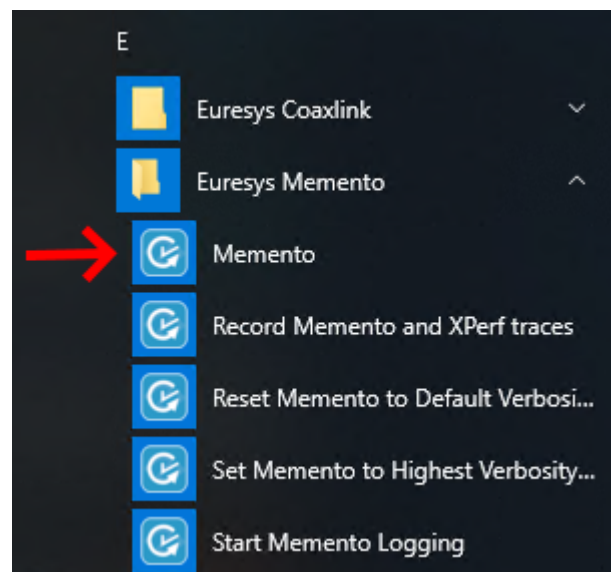 E
Euresys Coaxlink
Euresys Memento
Memento
Record Memento and XPerf traces
Reset Memento to Default Verbosi...
Set Memento to Highest Verbosity...
Start Memento Logging